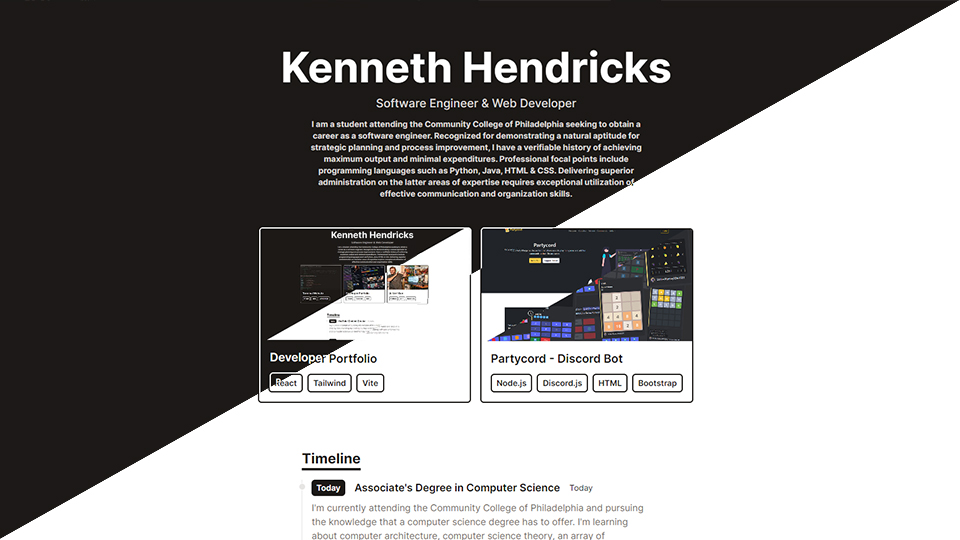 Kenneth Hendricks
Software Engineer & Web Developer
I am a student attending the Community College of Philadelphia seeking to obtain a
career as a software engineer. Recognized for demonstrating a natural aptitude for
strategic planning and process improvement, I have a verifiable history of achieving
maximum output and minimal expenditures. Professional focal points include
programming languages such as Python, Java, HTML & CSS. Delivering superior
administration on the latter areas of expertise requires exceptional utilization of
effective communication and organization skills.
Kenneth Hendricks
Timeline
Partycord
Developer Portfolio
React Tailwind Vite
Partycord - Discord Bot
Node.js Discord.js HTML Bootstrap
Timeline
Today Associate's Degree in Computer Science Today
I'm currently attending the Community College of Philadelphia and pursuing
the knowledge that a computer science degree has to offer. I'm learning
about computer architecture, computer science theory, an array of